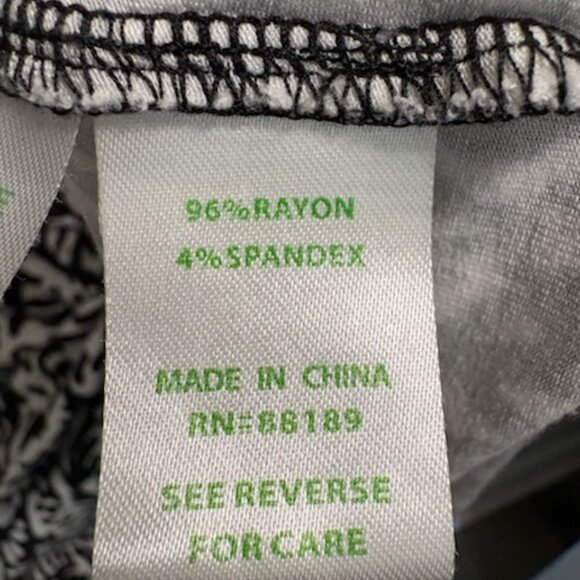 96%RAYON
4%SPANDEX
MADE IN CHINA
RN=88189
SEE REVERSE
FOR CARE